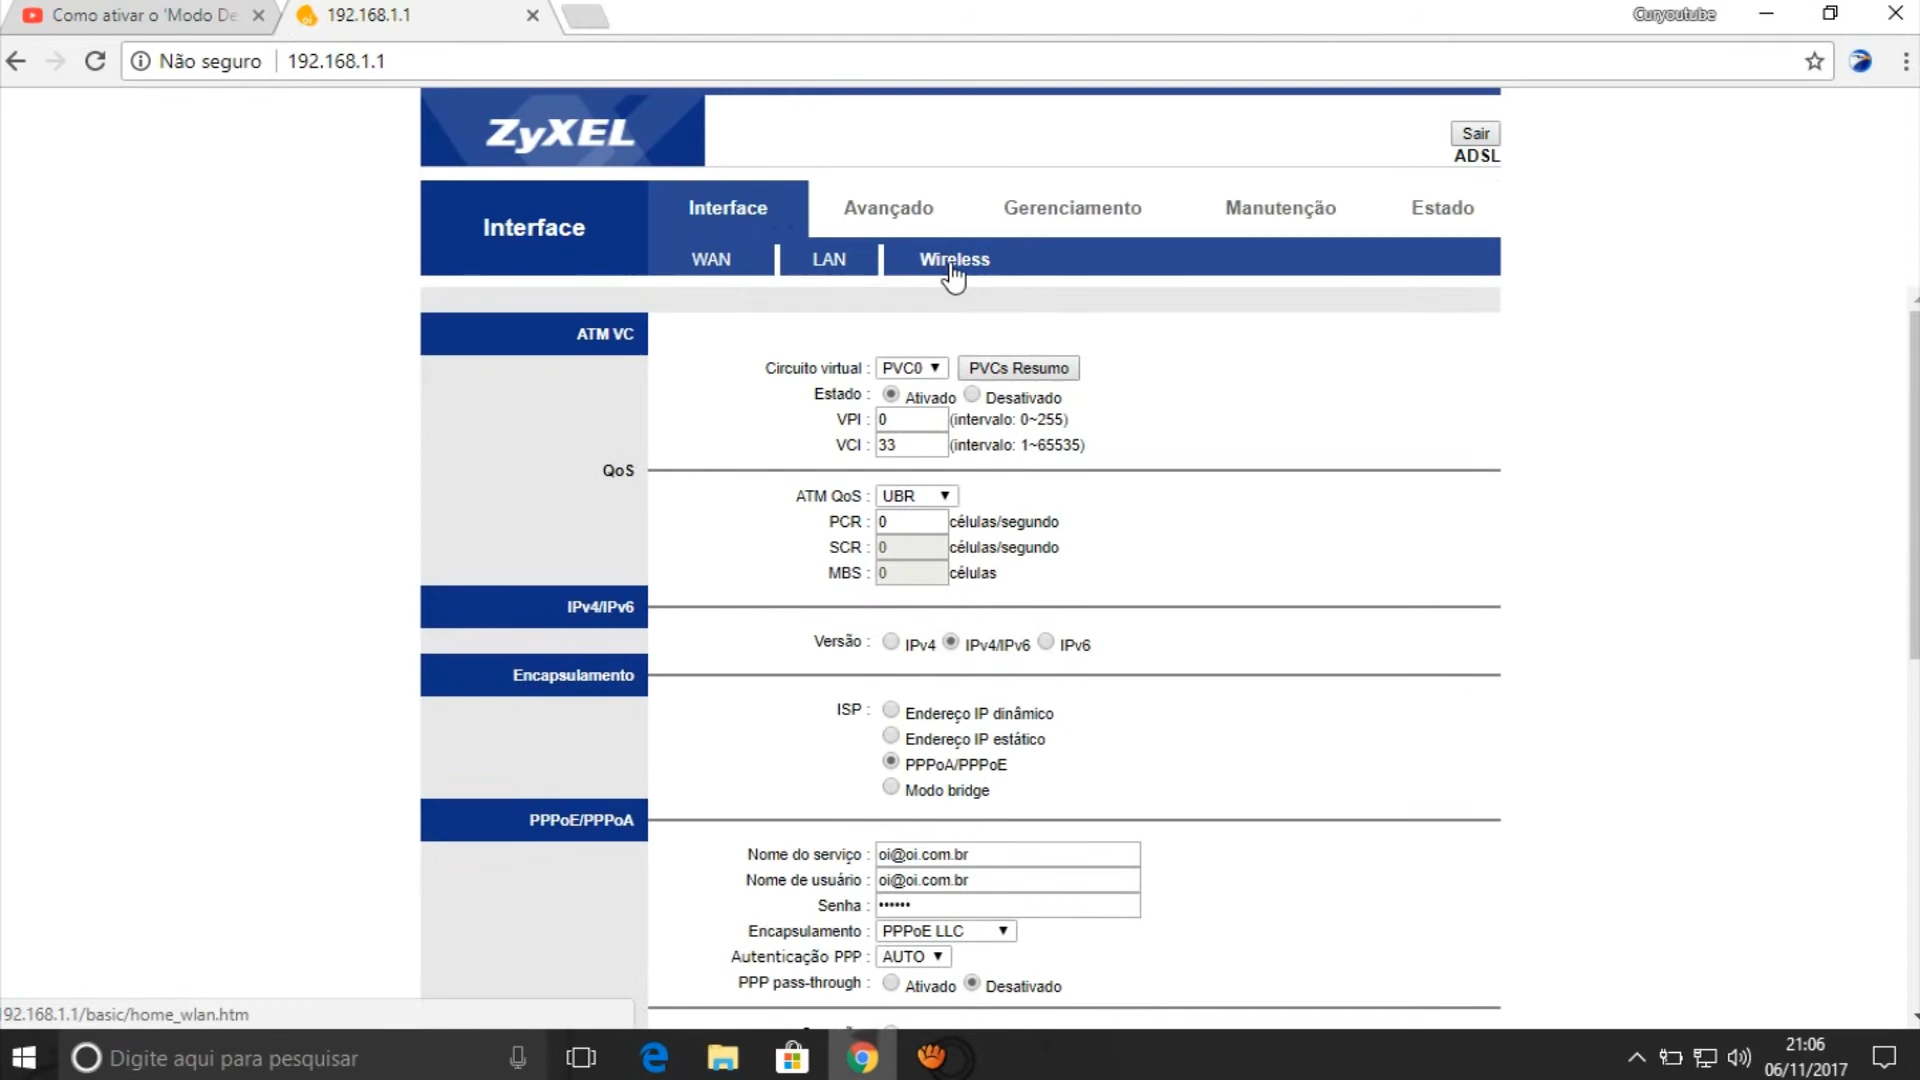 Como ativar o 'Modo De
192.168.1.1
Curyoutube
Não seguro
192.168.1.1
ZyXEL
Sair
ADSL
Interface
Interface
Avançado
Gerenciamento
Manutenção
Estado
WAN
LAN
Wireless
ATM VC
Circuito virtual : PVC0 PVCs Resumo
Estado : Ativado Desativado
VPI : 0 (intervalo: 0~255)
VCI : 33 (intervalo: 1~65535)
QoS
ATM QoS : UBR
PCR : 0 células/segundo
SCR : 0 células/segundo
MBS : 0 células
IPv4/IPv6
Versão : IPv4 IPv4/IPv6 IPv6
Encapsulamento
ISP : Endereço IP dinâmico
Endereço IP estático
PPPoA/PPPoE
Modo bridge
PPPoE/PPPoA
Nome do serviço : oi@oi.com.br
Nome de usuário : oi@oi.com.br
Senha : ••••••
Encapsulamento : PPPoE LLC
Autenticação PPP : AUTO
PPP pass-through : Ativado Desativado
92.168.1.1/basic/home_wlan.htm
Digite aqui para pesquisar
21:06
06/11/2017